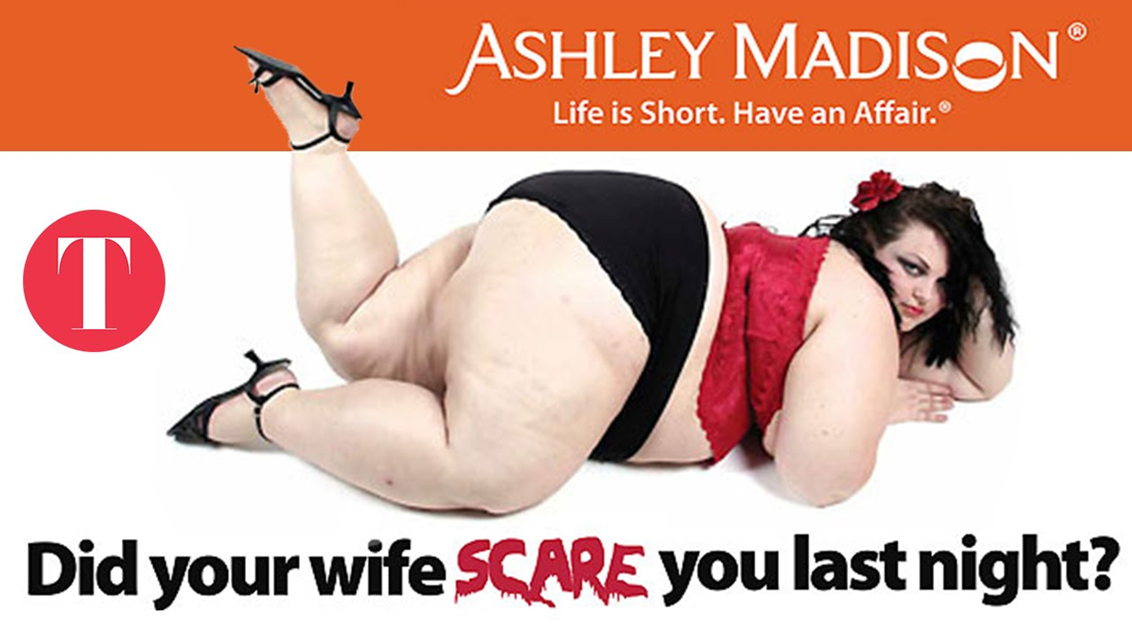 ASHLEY MADISON®
Life is Short. Have an Affair.®
T
Did your wife SCARE you last night?